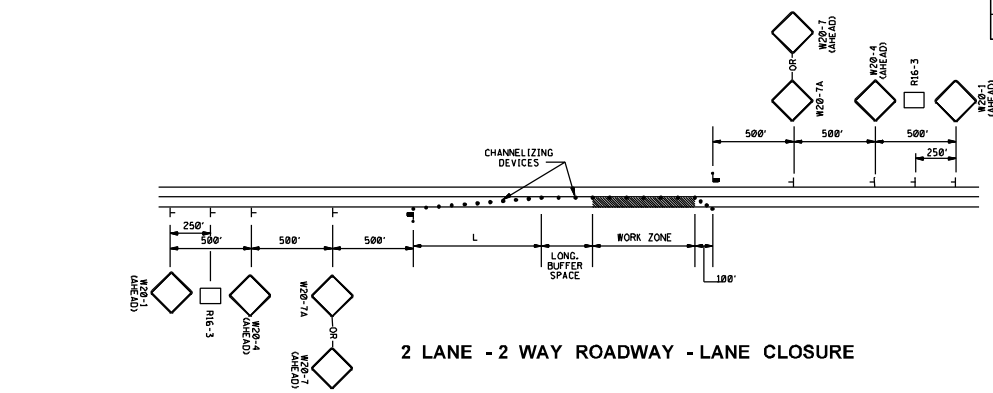 W20-7
(AHEAD)
OR
W20-7A
W20-4
(AHEAD)
R16-3
W20-1
(AHEAD)
500'
500'
500'
250'
CHANNELIZING
DEVICES
250'
500'
500'
500'
L
LONG.
BUFFER
SPACE
WORK ZONE
100'
W20-1
(AHEAD)
R16-3
W20-4
(AHEAD)
W20-7A
OR
W20-7
(AHEAD)
2 LANE - 2 WAY ROADWAY - LANE CLOSURE